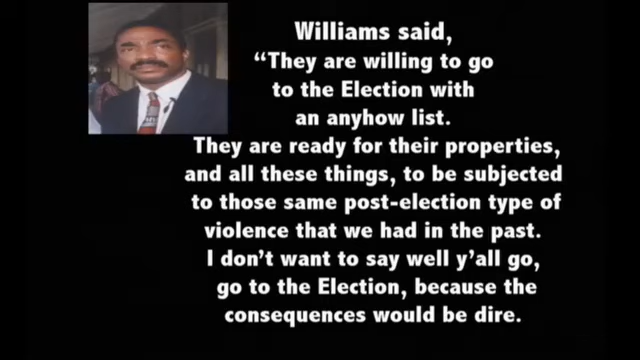 Williams said,
“They are willing to go
to the Election with
an anyhow list.
They are ready for their properties,
and all these things, to be subjected
to those same post-election type of
violence that we had in the past.
I don’t want to say well y’all go,
go to the Election, because the
consequences would be dire.